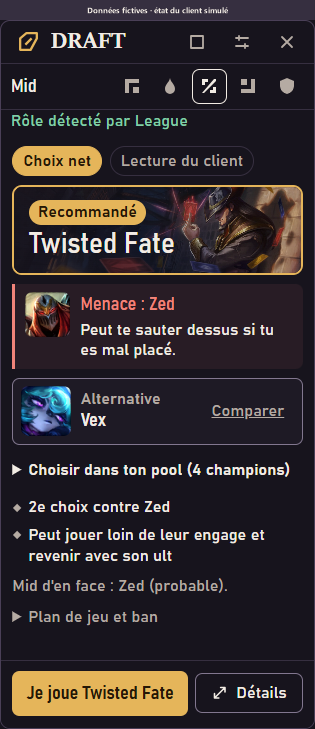 Données fictives · état du client simulé
DRAFT
Mid
Rôle détecté par League
Choix net
Lecture du client
Recommandé
Twisted Fate
Menace : Zed
Peut te sauter dessus si tu
es mal placé.
Alternative
Vex
Comparer
Choisir dans ton pool (4 champions)
2e choix contre Zed
Peut jouer loin de leur engage et
revenir avec son ult
Mid d'en face : Zed (probable).
Plan de jeu et ban
Je joue Twisted Fate
Détails